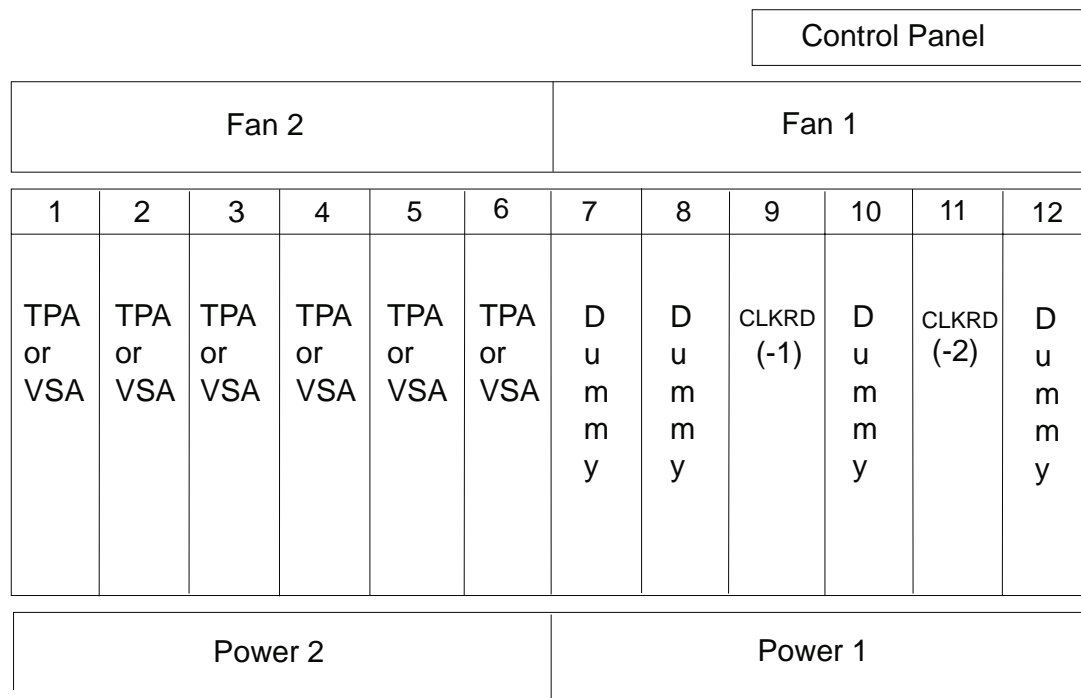 Control Panel
Fan 2 Fan 1
1 2 3 4 5 6 7 8 9 10 11 12
TPA or VSA
TPA or VSA
TPA or VSA
TPA or VSA
TPA or VSA
TPA or VSA
Dummy
Dummy
CLKRD (-1)
Dummy
CLKRD (-2)
Dummy
Power 2 Power 1